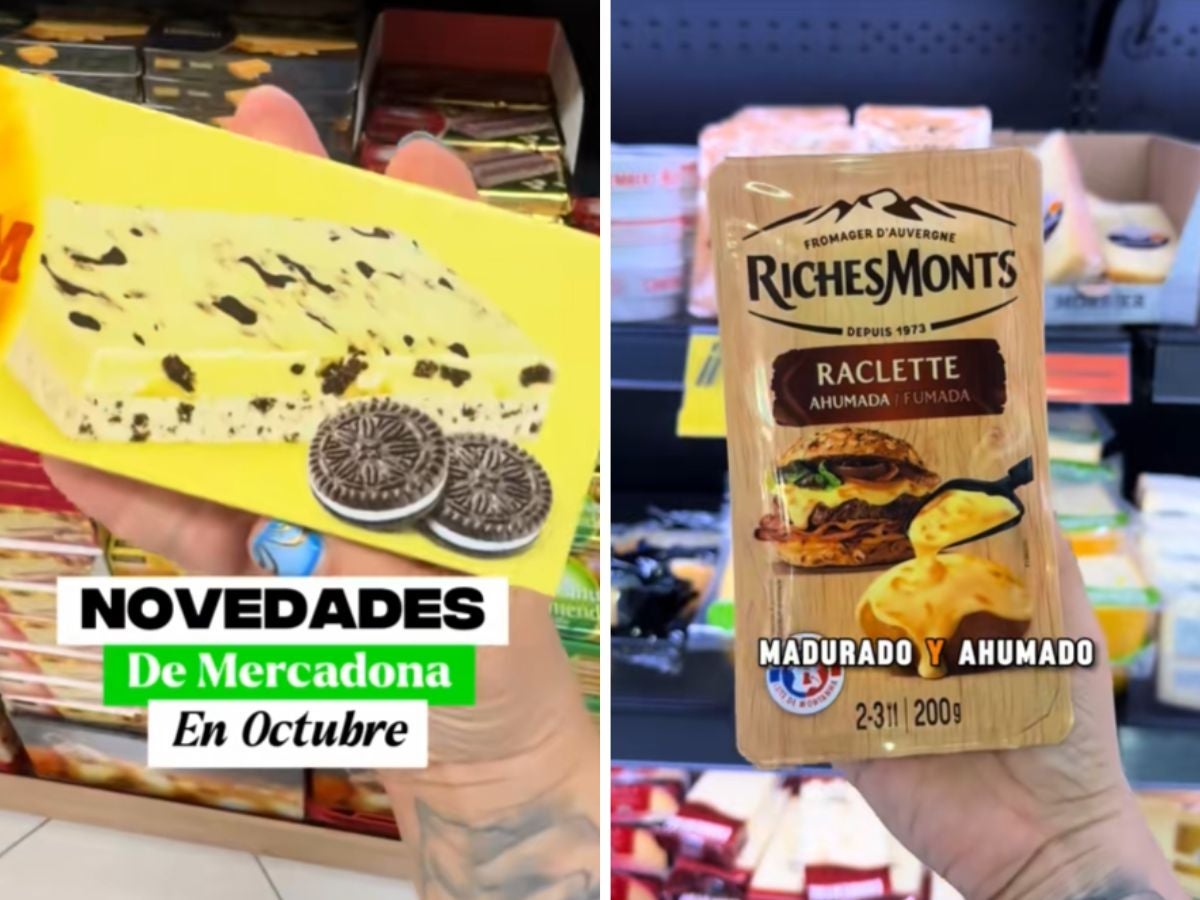 NOVEDADES
De Mercadona
En Octubre
FROMAGER D'AUVERGNE
RICHESMONTS
DEPUIS 1973
RACLETTE
AHUMADA / FUMADA
MADURADO Y AHUMADO
200g